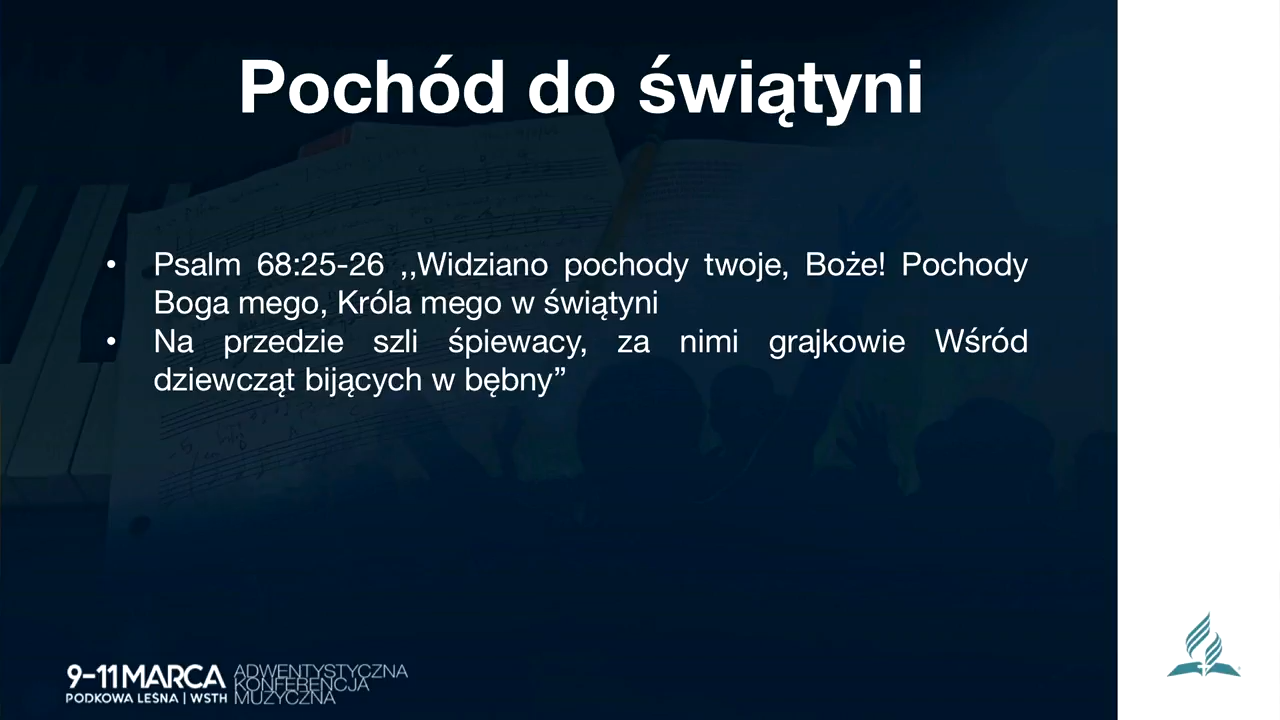 Pochód do świątyni
• Psalm 68:25-26 ,,Widziano pochody twoje, Boże! Pochody
Boga mego, Króla mego w świątyni
• Na przedzie szli śpiewacy, za nimi grajkowie Wśród
dziewcząt bijących w bębny”
9-11 MARCA
PODKOWA LEŚNA | WSTH
ADWENTYSTYCZNA
KONFERENCJA
MUZYCZNA